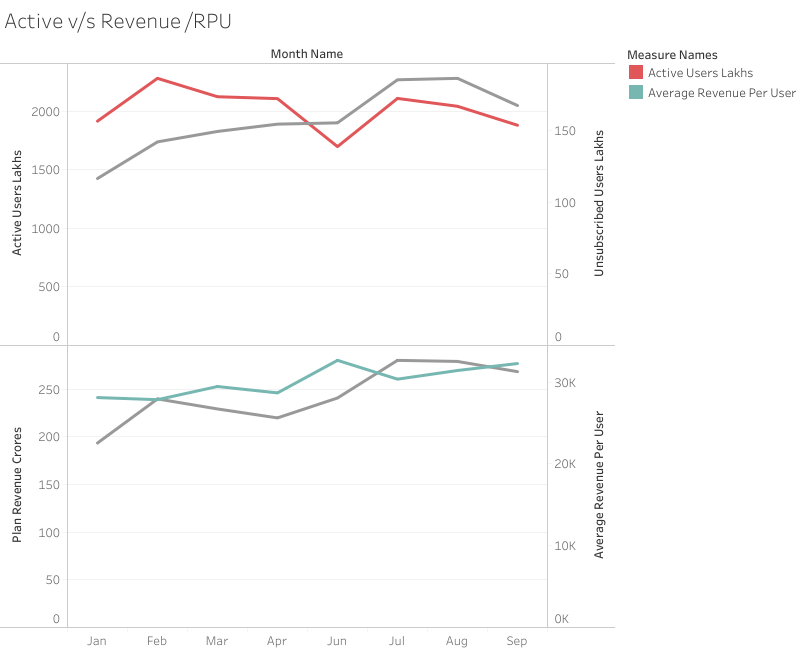 Active v/s Revenue /RPU
Month Name
Measure Names
Active Users Lakhs
Average Revenue Per User
Active Users Lakhs
2000
1500
1000
500
0
150
100
50
0
Unsubscribed Users Lakhs
Plan Revenue Crores
250
200
150
100
50
0
30K
20K
10K
0K
Average Revenue Per User
Jan Feb Mar Apr Jun Jul Aug Sep